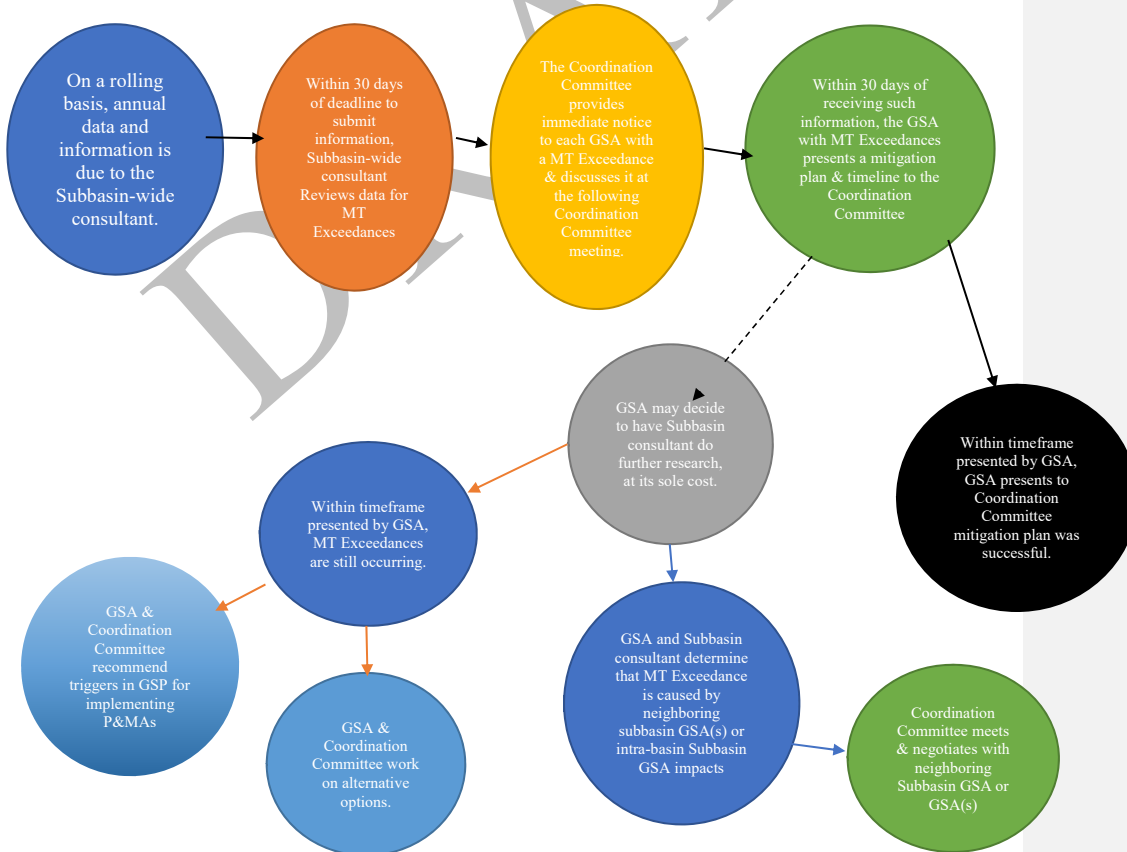 On a rolling
basis, annual
data and
information is
due to the
Subbasin-wide
consultant.
Within 30 days
of deadline to
submit
information,
Subbasin-wide
consultant
Reviews data for
MT
Exceedances
The Coordination
Committee
provides
immediate notice
to each GSA with
a MT Exceedance
& discusses it at
the following
Coordination
Committee
meeting.
Within 30 days of
receiving such
information, the GSA
with MT Exceedances
presents a mitigation
plan & timeline to the
Coordination
Committee
GSA may decide
to have Subbasin
consultant do
further research,
at its sole cost.
Within timeframe
presented by GSA,
GSA presents to
Coordination
Committee
mitigation plan was
successful.
Within timeframe
presented by GSA,
MT Exceedances
are still occurring.
GSA &
Coordination
Committee
recommend
triggers in GSP for
implementing
P&MAs
GSA &
Coordination
Committee work
on alternative
options.
GSA and Subbasin
consultant determine
that MT Exceedance
is caused by
neighboring
subbasin GSA(s) or
intra-basin Subbasin
GSA impacts
Coordination
Committee meets
& negotiates with
neighboring
Subbasin GSA or
GSA(s)